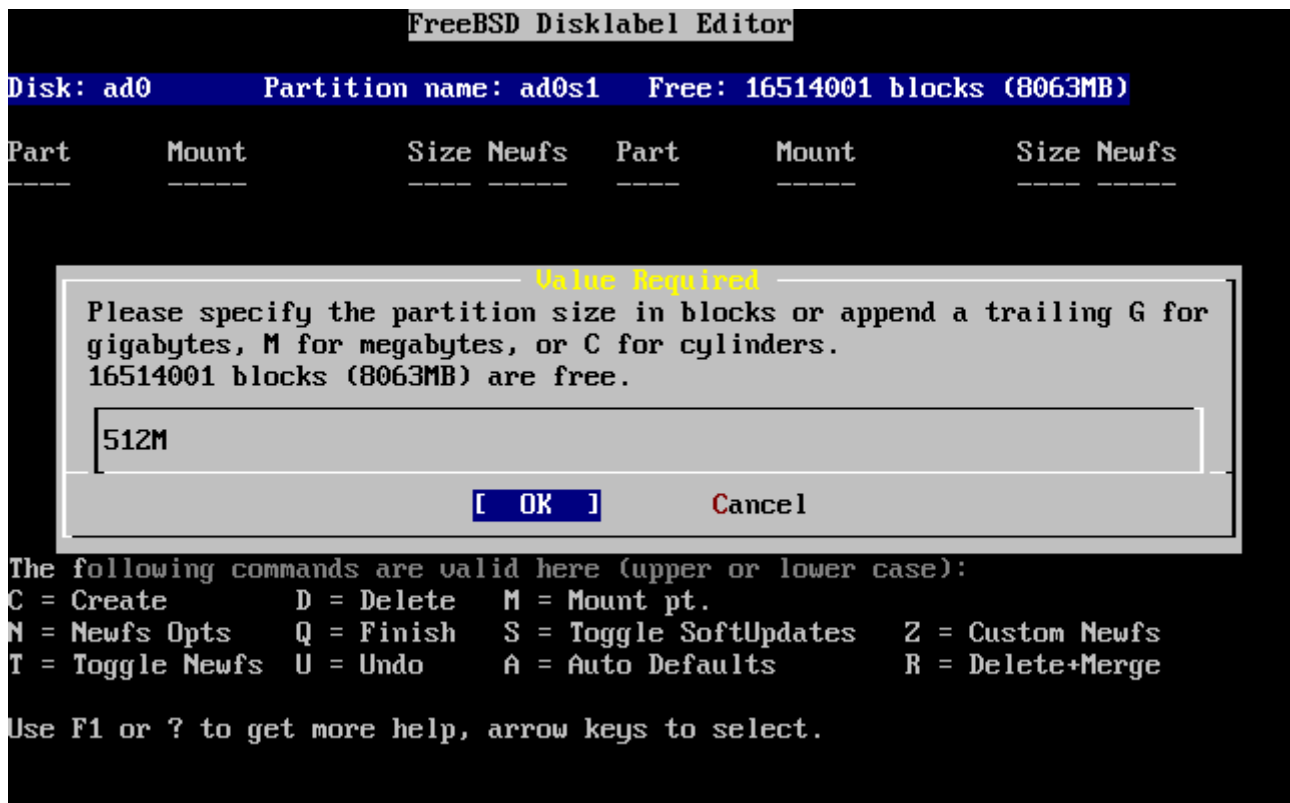 FreeBSD Disklabel Editor
Disk: ad0 Partition name: ad0s1 Free: 16514001 blocks (8063MB)
Part Mount Size Newfs Part Mount Size Newfs
---- ----- ---- ----- ---- ----- ---- -----
Value Required
Please specify the partition size in blocks or append a trailing G for
gigabytes, M for megabytes, or C for cylinders.
16514001 blocks (8063MB) are free.
512M
[ OK ] Cancel
The following commands are valid here (upper or lower case):
C = Create D = Delete M = Mount pt.
N = Newfs Opts Q = Finish S = Toggle SoftUpdates Z = Custom Newfs
T = Toggle Newfs U = Undo A = Auto Defaults R = Delete+Merge
Use F1 or ? to get more help, arrow keys to select.